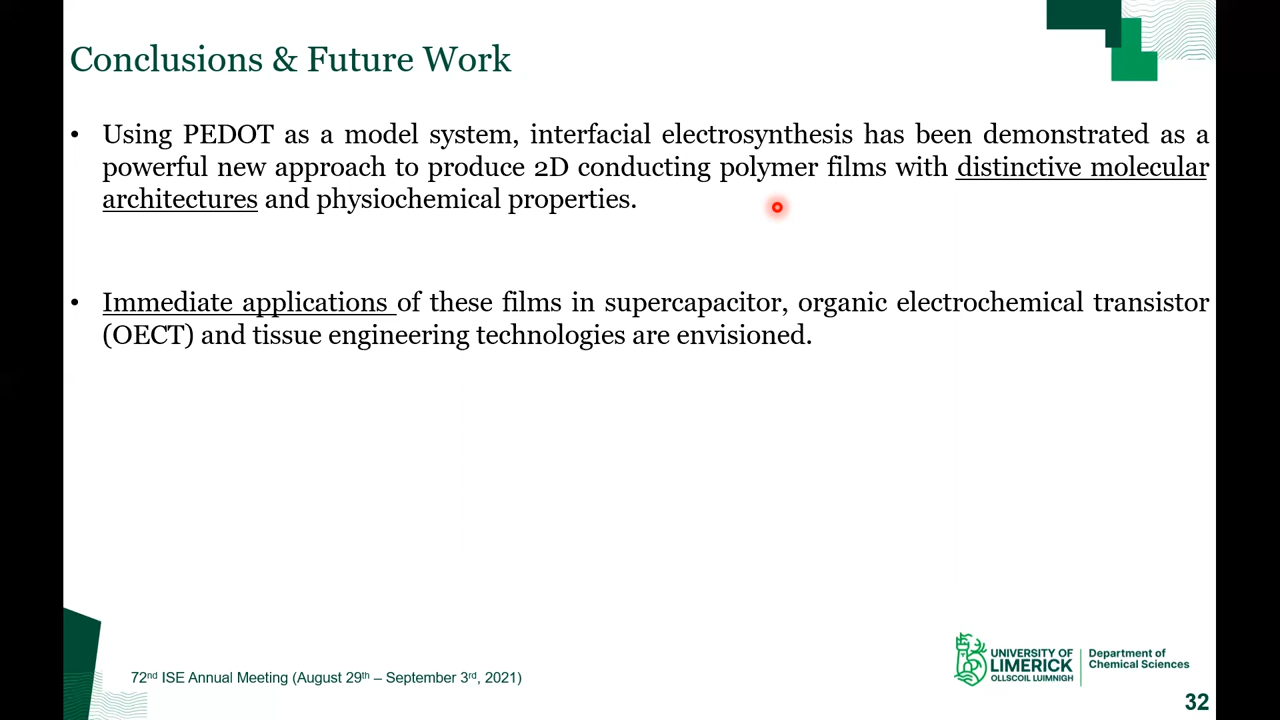 Conclusions & Future Work
• Using PEDOT as a model system, interfacial electrosynthesis has been demonstrated as a
powerful new approach to produce 2D conducting polymer films with distinctive molecular
architectures and physiochemical properties.
• Immediate applications of these films in supercapacitor, organic electrochemical transistor
(OECT) and tissue engineering technologies are envisioned.
72nd ISE Annual Meeting (August 29th – September 3rd, 2021)
UNIVERSITY OF
LIMERICK
OLLSCOIL LUIMNIGH
Department of
Chemical Sciences
32